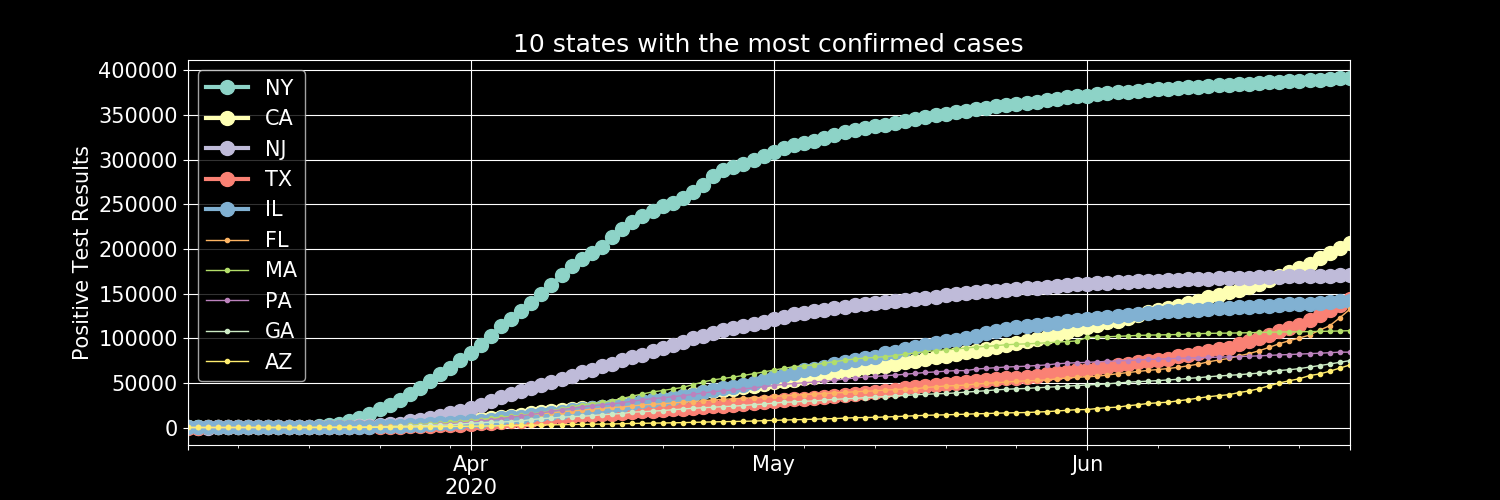 10 states with the most confirmed cases
Positive Test Results
400000
350000
300000
250000
200000
150000
100000
50000
0
NY
CA
NJ
TX
IL
FL
MA
PA
GA
AZ
Apr
2020
May
Jun